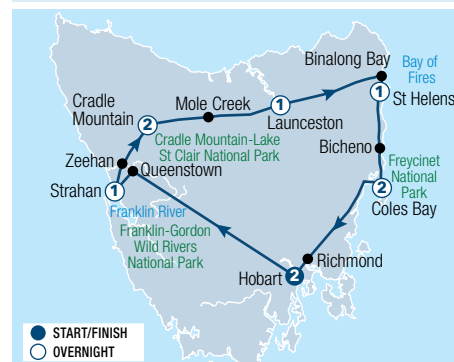 Binalong Bay
Bay of
Fires
Cradle
Mountain
2
Mole Creek
1
Launceston
1
St Helens
Cradle Mountain-Lake
St Clair National Park
Bicheno
Zeehan
Queenstown
Freycinet
National
Park
Strahan
1
Franklin River
2
Coles Bay
Franklin-Gordon
Wild Rivers
National Park
Richmond
Hobart
2
START/FINISH
OVERNIGHT